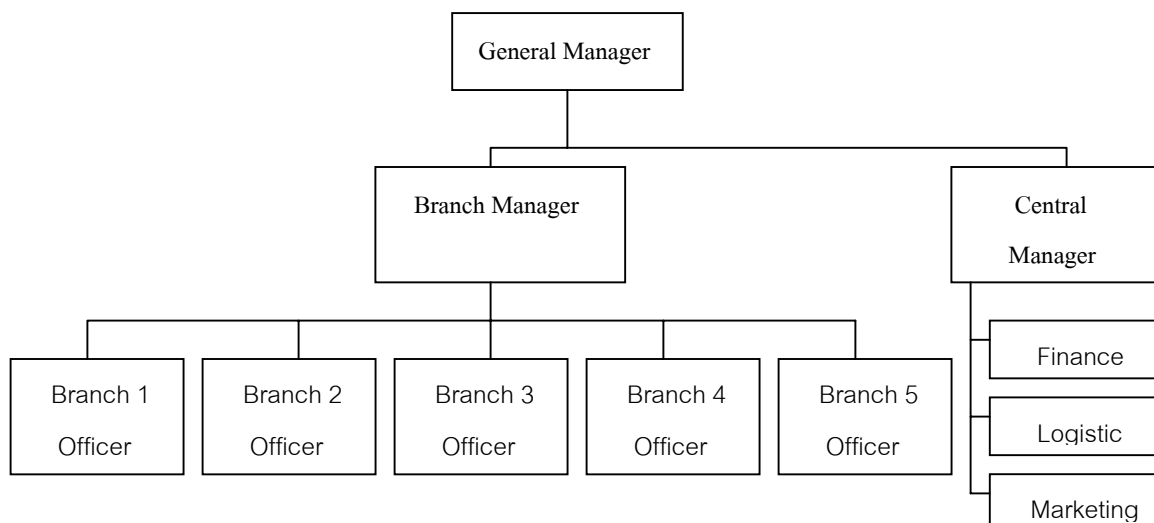 General Manager
Branch Manager
Central
Manager
Branch 1
Officer
Branch 2
Officer
Branch 3
Officer
Branch 4
Officer
Branch 5
Officer
Finance
Logistic
Marketing